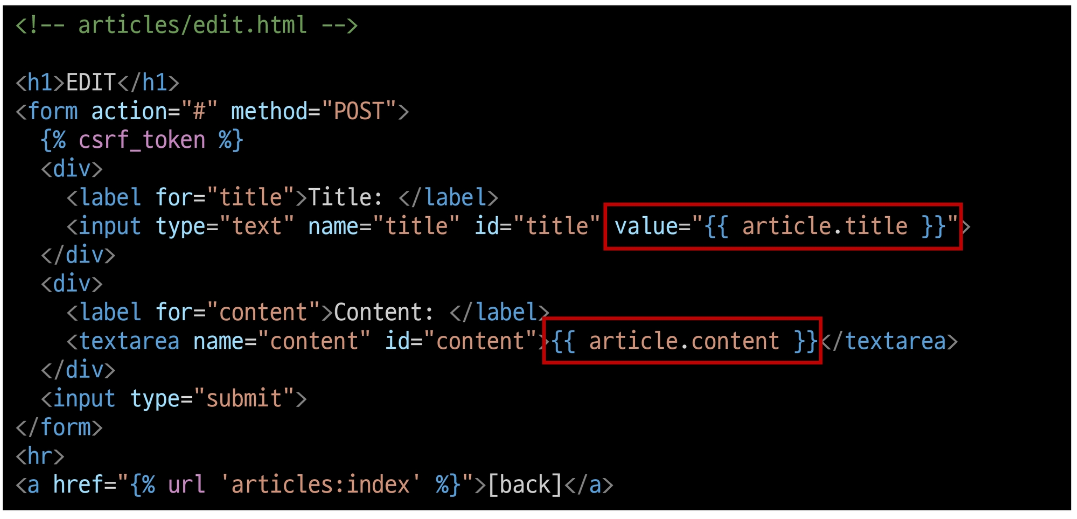 <!-- articles/edit.html -->
<h1>EDIT</h1>
<form action="#" method="POST">
  {% csrf_token %}
  <div>
    <label for="title">Title: </label>
    <input type="text" name="title" id="title" value="{{ article.title }}">
  </div>
  <div>
    <label for="content">Content: </label>
    <textarea name="content" id="content">{{ article.content }}</textarea>
  </div>
  <input type="submit">
</form>
<hr>
<a href="{% url 'articles:index' %}">[back]</a>